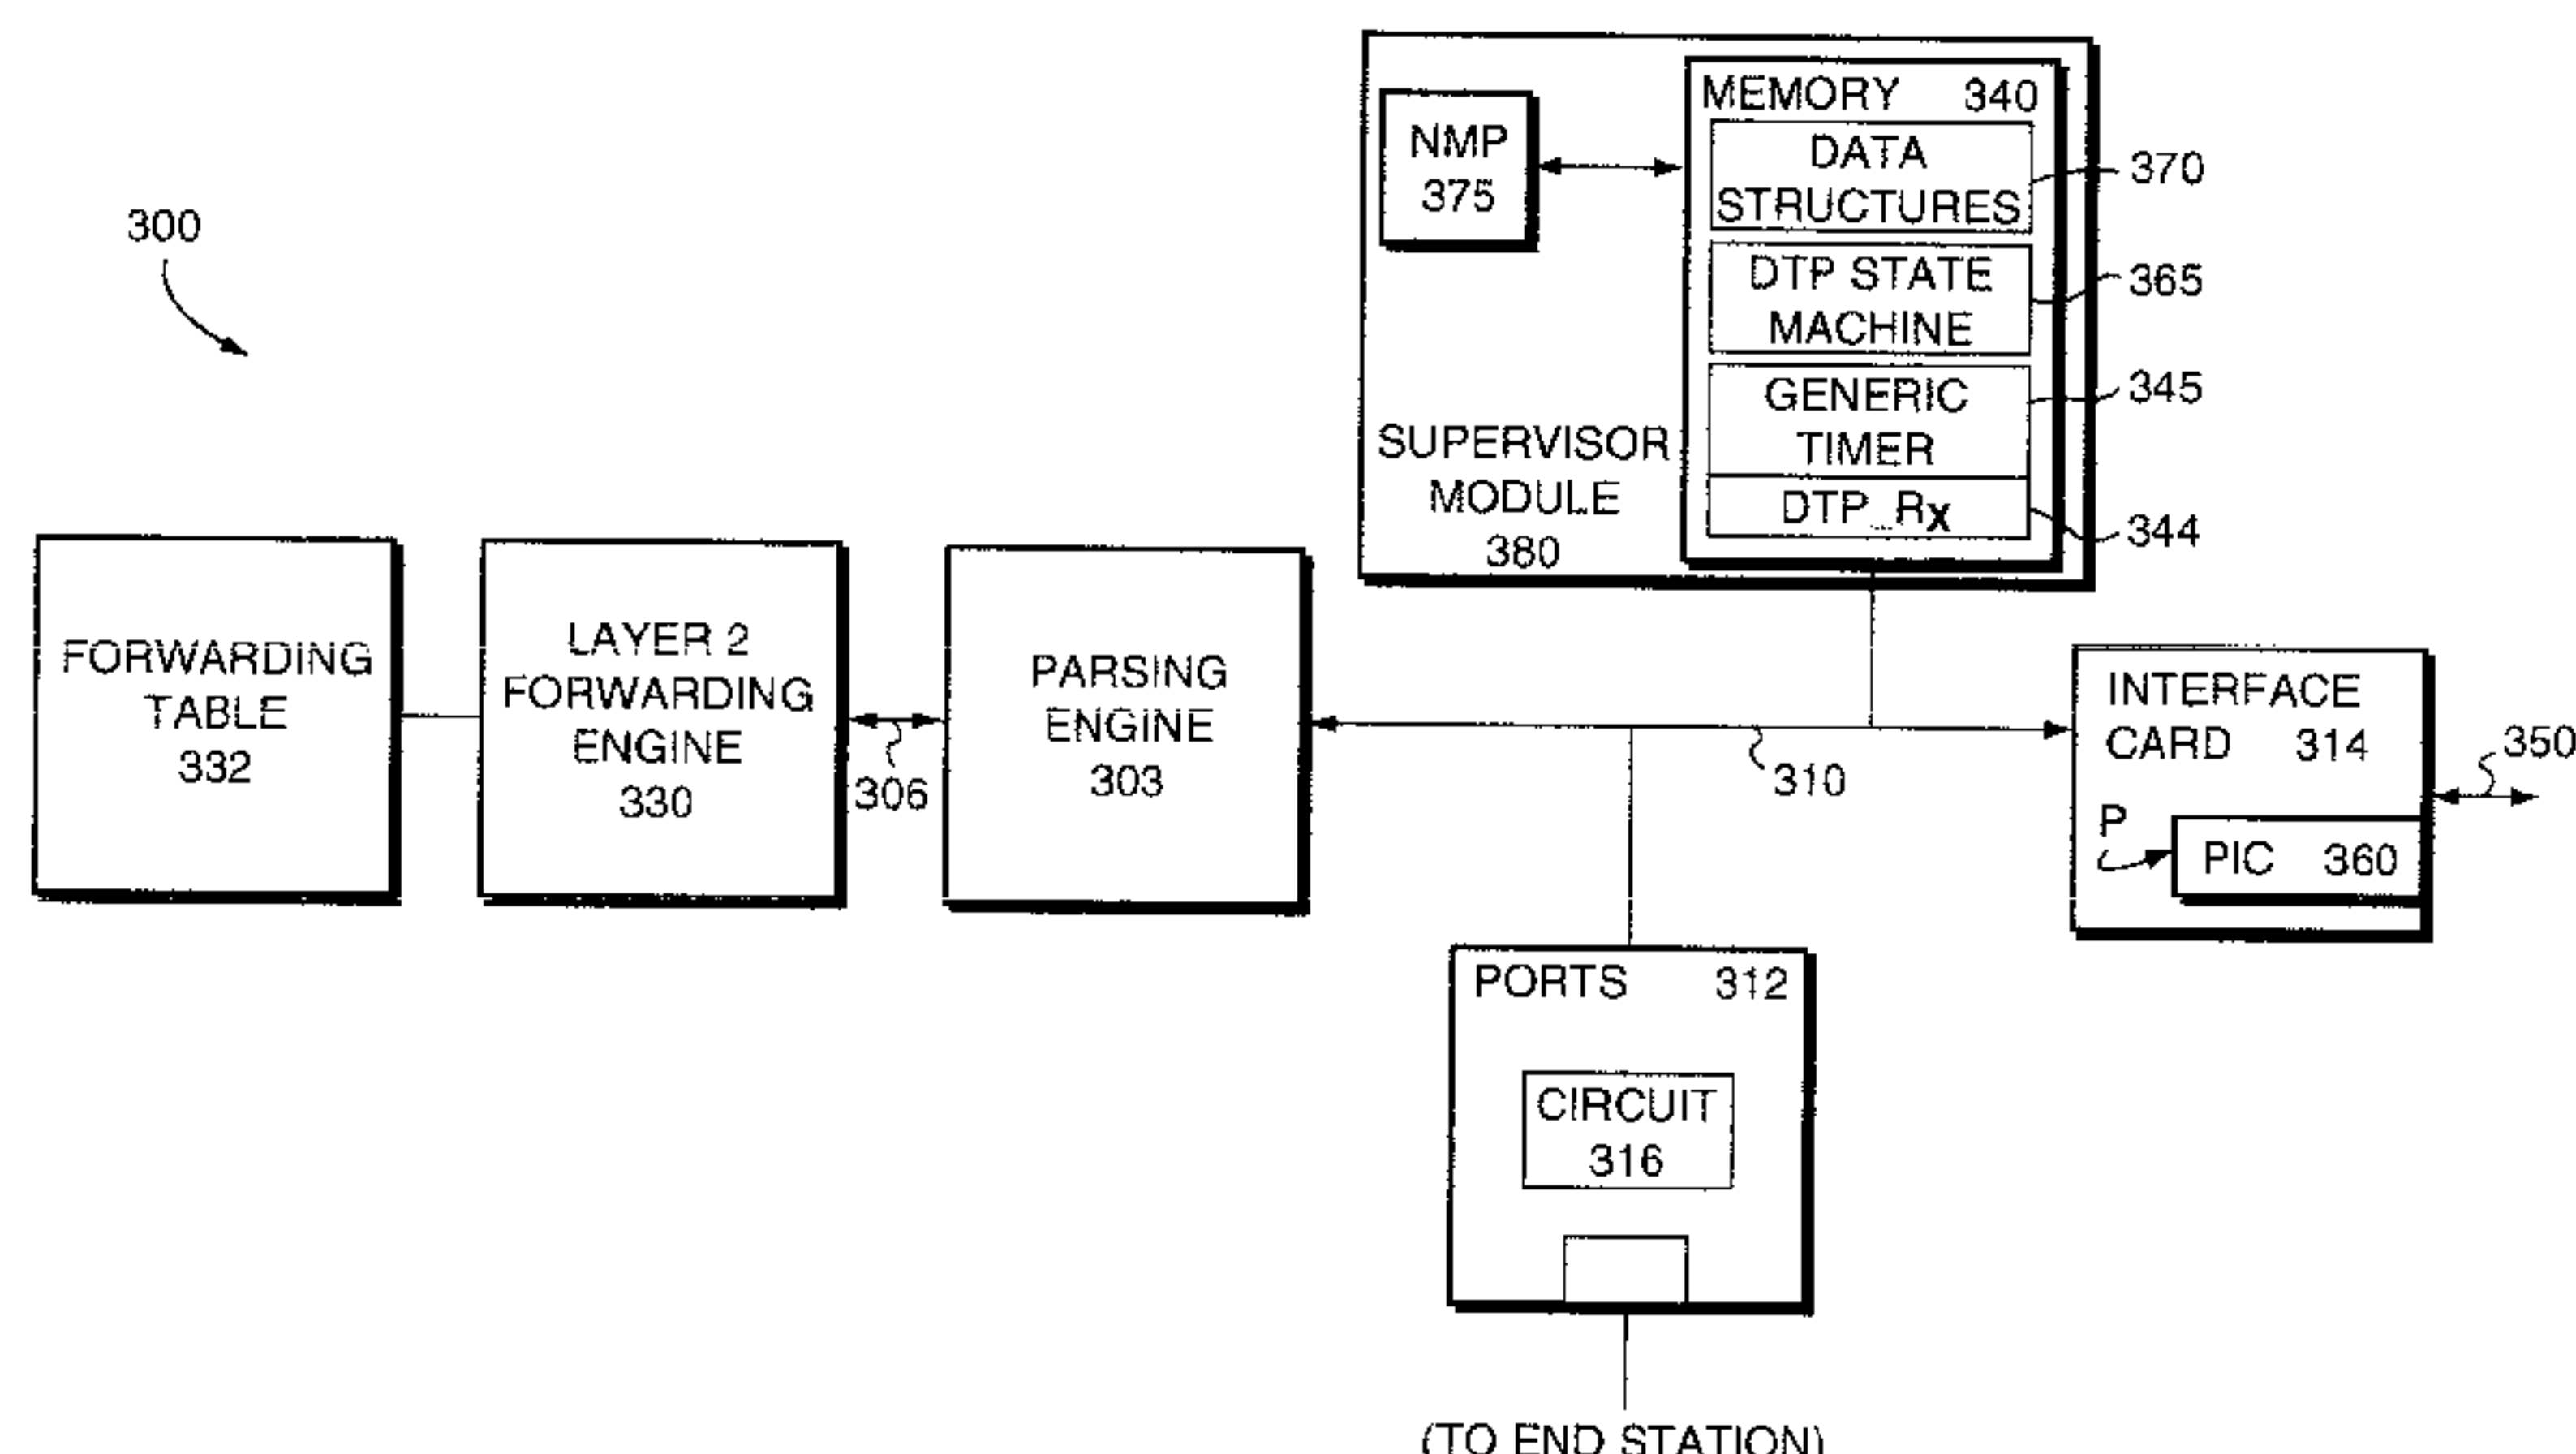 300
MEMORY 340
NMP
375
DATA
STRUCTURES
370
DTP STATE
MACHINE
365
GENERIC
TIMER
345
DTP_Rx
344
SUPERVISOR
MODULE
380
FORWARDING
TABLE
332
LAYER 2
FORWARDING
ENGINE
330
306
PARSING
ENGINE
303
310
INTERFACE
CARD 314
350
P
PIC 360
PORTS 312
CIRCUIT
316
(TO END STATION)